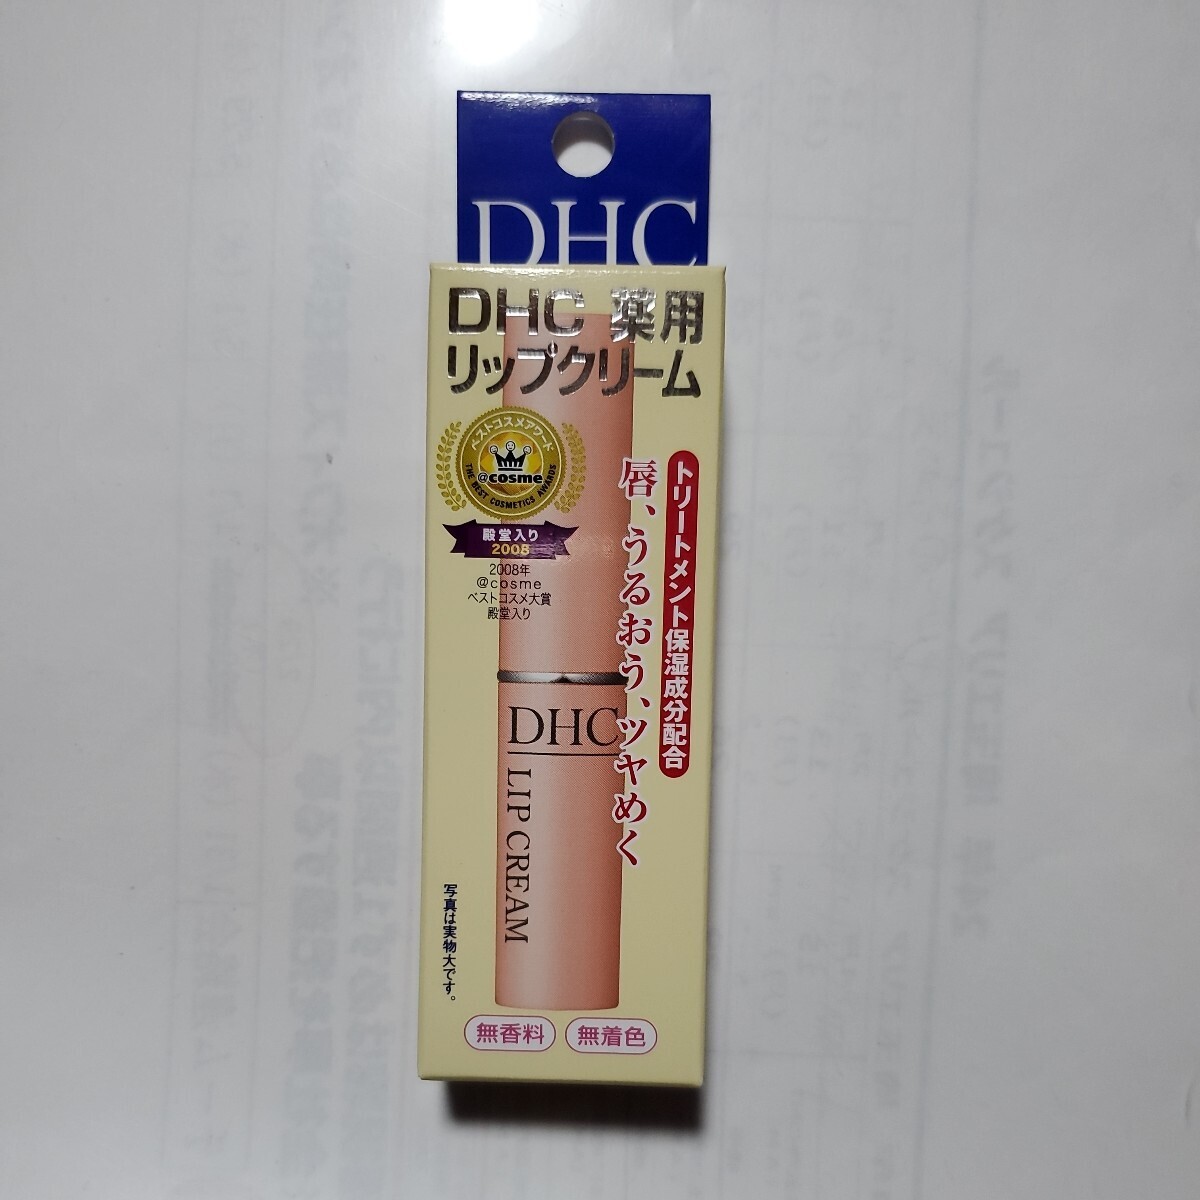 DHC
DHC 薬用
リップクリーム
ベストコスメアワード
@cosme
THE BEST COSMETICS AWARDS
殿堂入り
2008
2008年
@cosme
ベストコスメ大賞
殿堂入り
トリートメント保湿成分配合
唇、うるおう、ツヤめく
DHC
LIP CREAM
写真は実物大です。
無香料
無着色